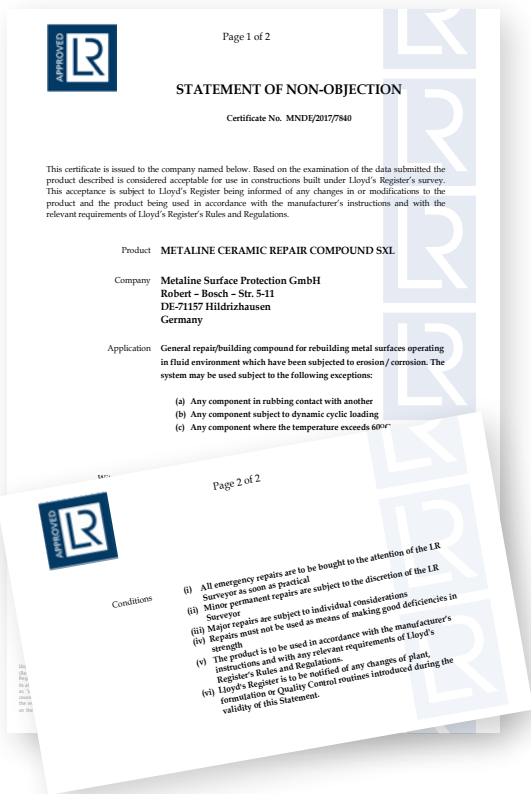 APPROVED
LR
Page 1 of 2
STATEMENT OF NON-OBJECTION
Certificate No. MNDE/2017/7840
This certificate is issued to the company named below. Based on the examination of the data submitted the
product described is considered acceptable for use in constructions built under Lloyd's Register's survey.
This acceptance is subject to Lloyd's Register being informed of any changes in or modifications to the
product and the product being used in accordance with the manufacturer's instructions and with the
relevant requirements of Lloyd's Register's Rules and Regulations.
Product METALINE CERAMIC REPAIR COMPOUND SXL
Company Metaline Surface Protection GmbH
Robert – Bosch – Str. 5-11
DE-71157 Hildrizhausen
Germany
Application General repair/building compound for rebuilding metal surfaces operating
in fluid environment which have been subjected to erosion / corrosion. The
system may be used subject to the following exceptions:
(a) Any component in rubbing contact with another
(b) Any component subject to dynamic cyclic loading
(c) Any component where the temperature exceeds 60ºC
APPROVED
LR
Page 2 of 2
Conditions
(i) All emergency repairs are to be bought to the attention of the LR
Surveyor as soon as practical
(ii) Minor permanent repairs are subject to the discretion of the LR
Surveyor
(iii) Major repairs are subject to individual considerations
(iv) Repairs must not be used as means of making good deficiencies in
strength
(v) The product is to be used in accordance with the manufacturer's
instructions and with any relevant requirements of Lloyd's
Register's Rules and Regulations.
(vi) Lloyd's Register is to be notified of any changes of plant,
formulation or Quality Control routines introduced during the
validity of this Statement.